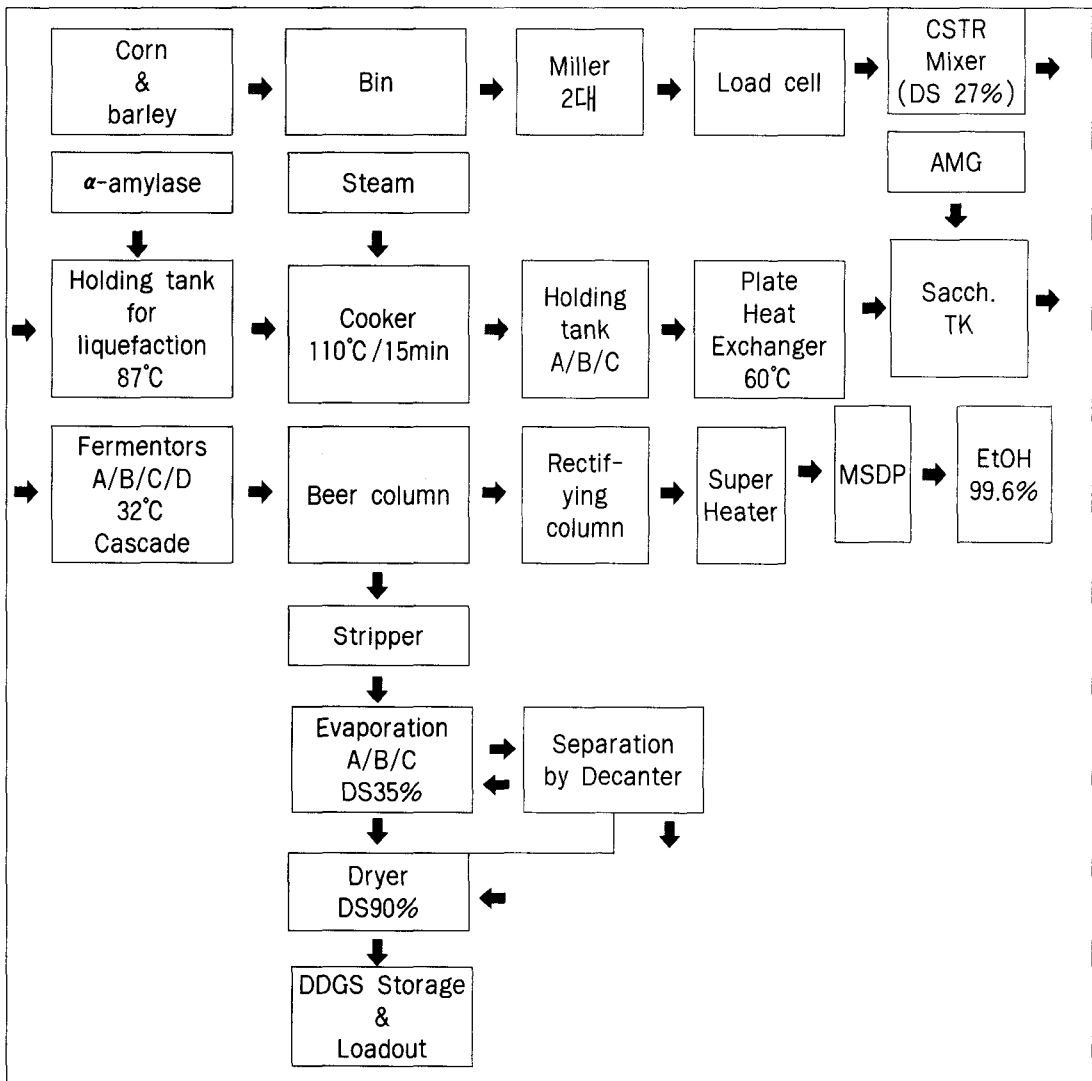 Corn
&
barley
Bin
Miller
2대
Load cell
CSTR
Mixer
(DS 27%)
α-amylase
Steam
AMG
Holding tank
for
liquefaction
87℃
Cooker
110℃/15min
Holding
tank
A/B/C
Plate
Heat
Exchanger
60℃
Sacch.
TK
Fermentors
A/B/C/D
32℃
Cascade
Beer column
Rectif-
ying
column
Super
Heater
MSDP
EtOH
99.6%
Stripper
Evaporation
A/B/C
DS35%
Separation
by Decanter
Dryer
DS90%
DDGS Storage
&
Loadout